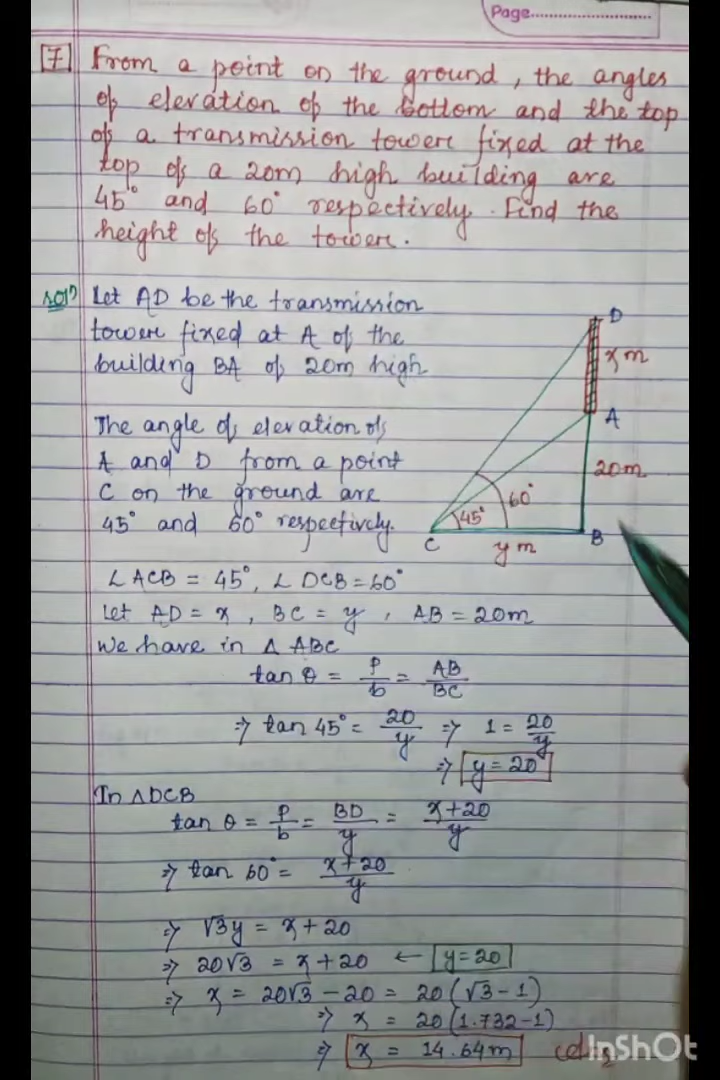 Page
[7] From a point on the ground, the angles
of elevation of the bottom and the top
of a transmission tower fixed at the
top of a 20m high building are
45° and 60° respectively. Find the
height of the tower.
Solⁿ Let AD be the transmission
tower fixed at A of the
building BA of 20m high
The angle of elevation of
A and D from a point
C on the ground are
45° and 60° respectively.
D
x m
A
20m
60°
45°
C
B
y m
∠ACB = 45°, ∠DCB = 60°
Let AD = x, BC = y, AB = 20m
We have in Δ ABC
tan θ = P/b = AB/BC
⇒ tan 45° = 20/y ⇒ 1 = 20/y
⇒ y = 20
In ΔDCB
tan θ = P/b = BD/y = x+20/y
⇒ tan 60° = x+20/y
⇒ √3y = x + 20
⇒ 20√3 = x + 20 ← y = 20
⇒ x = 20√3 − 20 = 20(√3 − 1)
⇒ x = 20(1.732−1)
⇒ x = 14.64m
InShOt